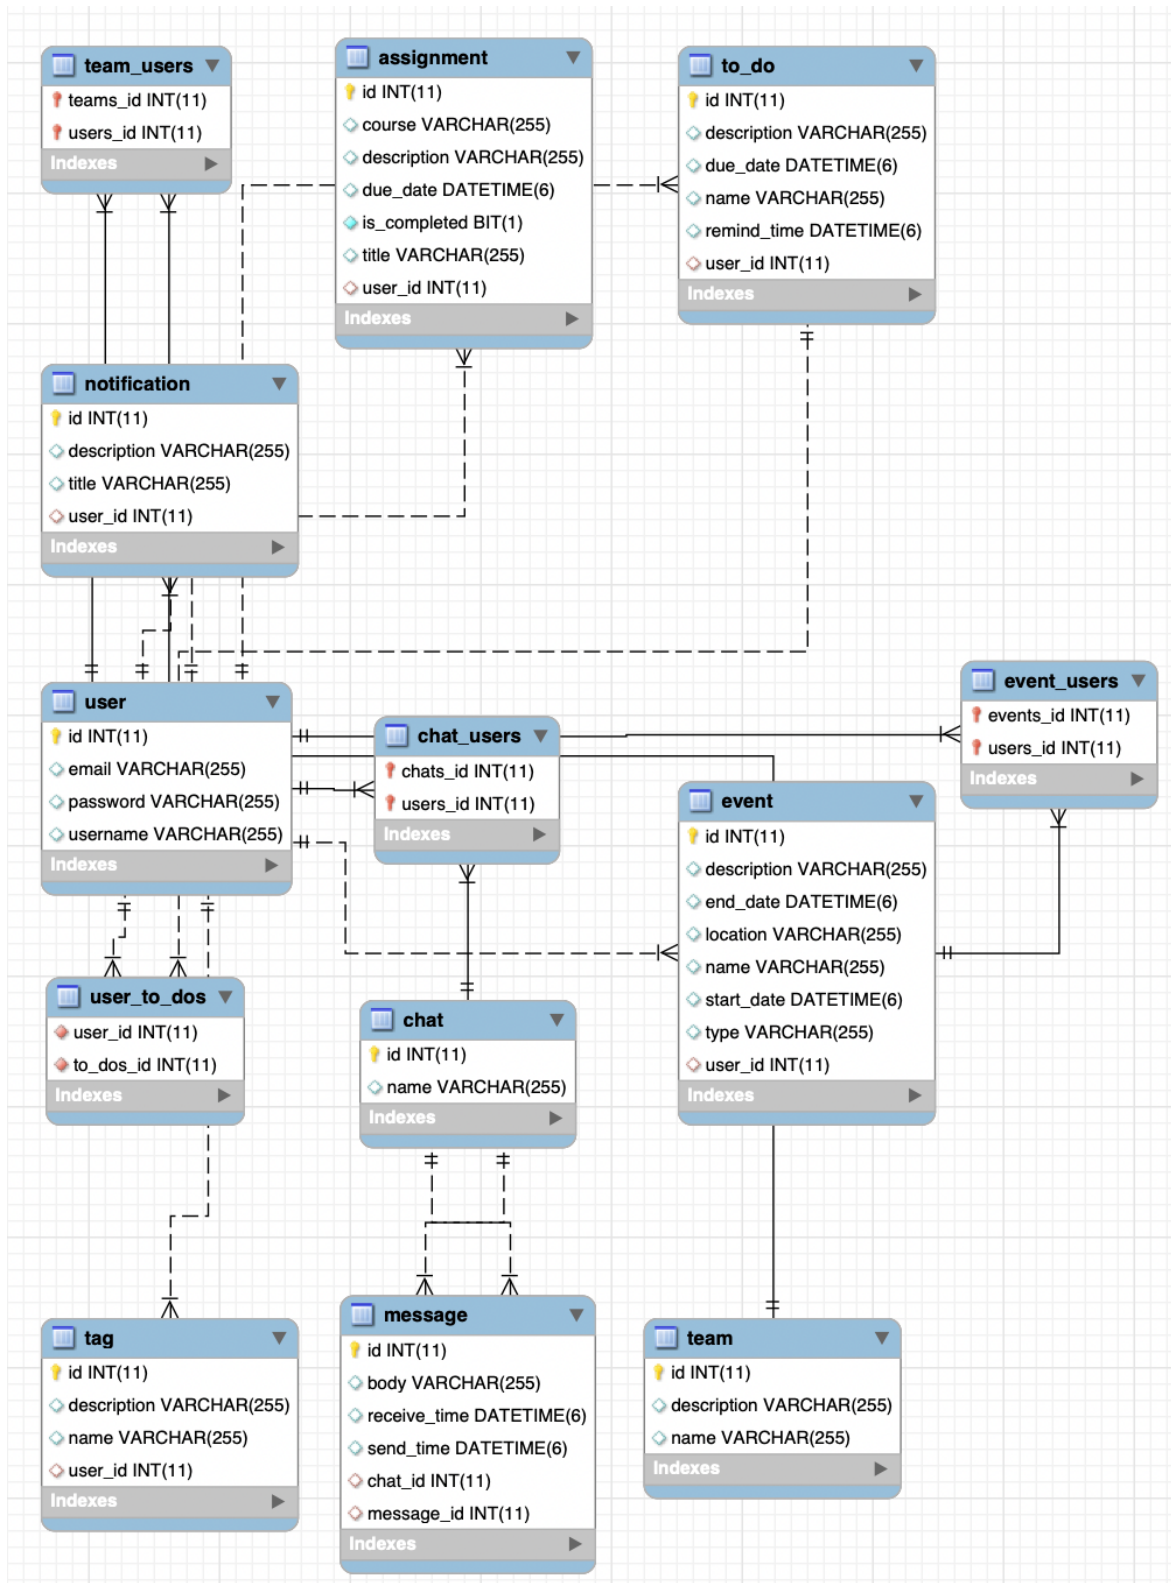 team_users
teams_id INT(11)
users_id INT(11)
Indexes
assignment
id INT(11)
course VARCHAR(255)
description VARCHAR(255)
due_date DATETIME(6)
is_completed BIT(1)
title VARCHAR(255)
user_id INT(11)
Indexes
to_do
id INT(11)
description VARCHAR(255)
due_date DATETIME(6)
name VARCHAR(255)
remind_time DATETIME(6)
user_id INT(11)
Indexes
notification
id INT(11)
description VARCHAR(255)
title VARCHAR(255)
user_id INT(11)
Indexes
user
id INT(11)
email VARCHAR(255)
password VARCHAR(255)
username VARCHAR(255)
Indexes
chat_users
chats_id INT(11)
users_id INT(11)
Indexes
event_users
events_id INT(11)
users_id INT(11)
Indexes
event
id INT(11)
description VARCHAR(255)
end_date DATETIME(6)
location VARCHAR(255)
name VARCHAR(255)
start_date DATETIME(6)
type VARCHAR(255)
user_id INT(11)
Indexes
user_to_dos
user_id INT(11)
to_dos_id INT(11)
Indexes
chat
id INT(11)
name VARCHAR(255)
Indexes
tag
id INT(11)
description VARCHAR(255)
name VARCHAR(255)
user_id INT(11)
Indexes
message
id INT(11)
body VARCHAR(255)
receive_time DATETIME(6)
send_time DATETIME(6)
chat_id INT(11)
message_id INT(11)
Indexes
team
id INT(11)
description VARCHAR(255)
name VARCHAR(255)
Indexes